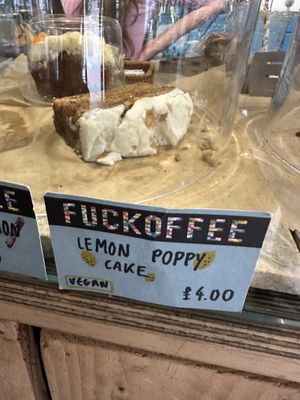 FUCKOFFEE
LEMON POPPY
CAKE
VEGAN
£4.00